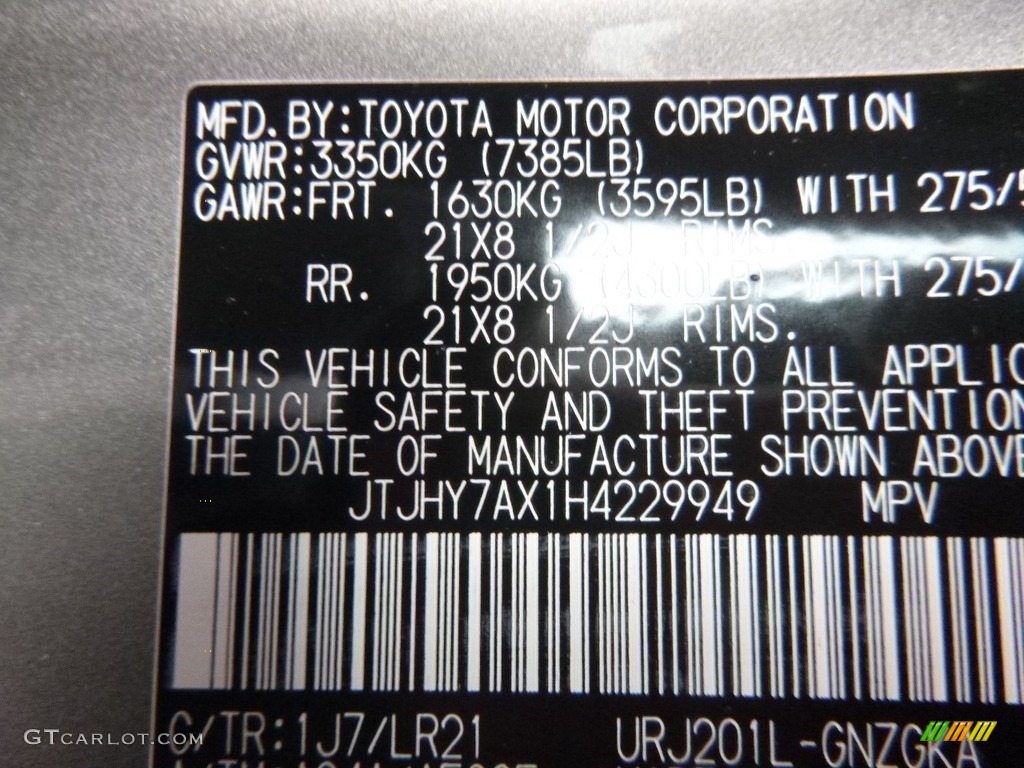 MFD.BY:TOYOTA MOTOR CORPORATION
GVWR:3350KG (7385LB)
GAWR:FRT. 1630KG (3595LB) WITH 275/5
21X8 1/2J RIMS.
RR. 1950KG (4300LB) WITH 275/
21X8 1/2J RIMS.
THIS VEHICLE CONFORMS TO ALL APPLIC
VEHICLE SAFETY AND THEFT PREVENTION
THE DATE OF MANUFACTURE SHOWN ABOVE
JTJHY7AX1H4229949 MPV
C/TR:1J7/LR21 URJ201L-GNZGKA
GTCarlot.com